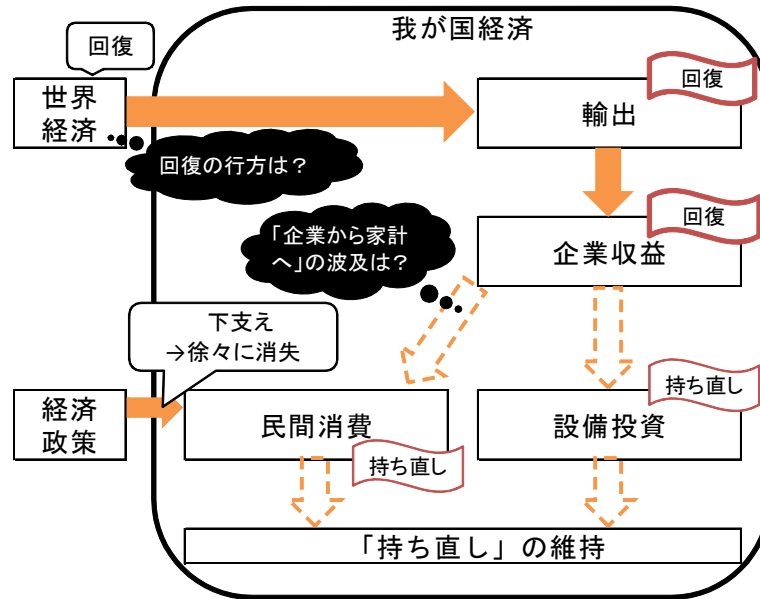 我が国経済
回復
世界
経済
回復
輸出
回復の行方は？
回復
企業収益
「企業から家計
へ」の波及は？
下支え
→徐々に消失
持ち直し
経済
政策
民間消費
設備投資
持ち直し
「持ち直し」の維持